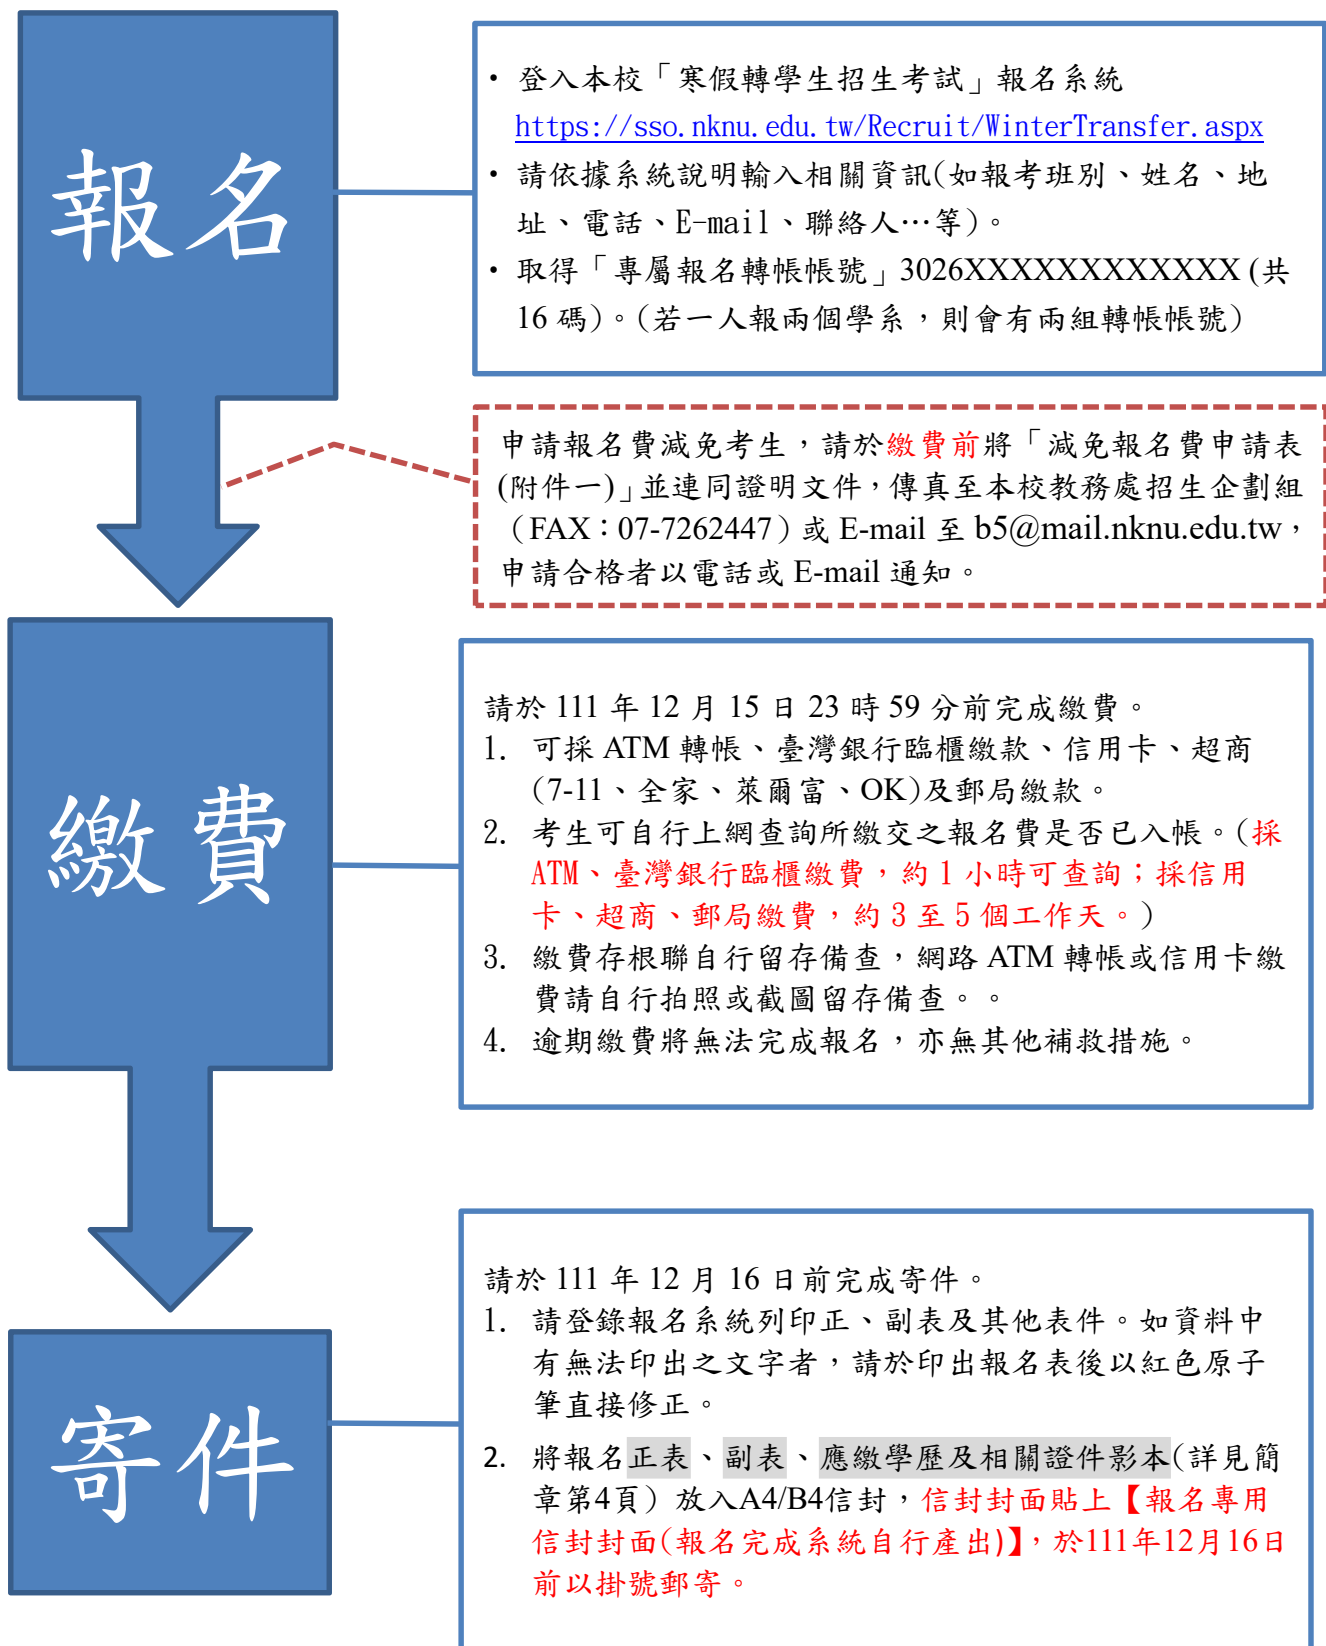 報名
・登入本校「寒假轉學生招生考試」報名系統
https://sso.nknu.edu.tw/Recruit/WinterTransfer.aspx
・請依據系統說明輸入相關資訊(如報考班別、姓名、地
址、電話、E-mail、聯絡人…等)。
・取得「專屬報名轉帳帳號」3026XXXXXXXXXXXX (共
16 碼)。(若一人報兩個學系，則會有兩組轉帳帳號)
申請報名費減免考生，請於繳費前將「減免報名費申請表
(附件一)」並連同證明文件，傳真至本校教務處招生企劃組
（FAX：07-7262447）或 E-mail 至 b5@mail.nknu.edu.tw，
申請合格者以電話或 E-mail 通知。
繳費
請於 111 年 12 月 15 日 23 時 59 分前完成繳費。
1. 可採 ATM 轉帳、臺灣銀行臨櫃繳款、信用卡、超商
(7-11、全家、萊爾富、OK)及郵局繳款。
2. 考生可自行上網查詢所繳交之報名費是否已入帳。(採
ATM、臺灣銀行臨櫃繳費，約 1 小時可查詢；採信用
卡、超商、郵局繳費，約 3 至 5 個工作天。)
3. 繳費存根聯自行留存備查，網路 ATM 轉帳或信用卡繳
費請自行拍照或截圖留存備查。。
4. 逾期繳費將無法完成報名，亦無其他補救措施。
寄件
請於 111 年 12 月 16 日前完成寄件。
1. 請登錄報名系統列印正、副表及其他表件。如資料中
有無法印出之文字者，請於印出報名表後以紅色原子
筆直接修正。
2. 將報名正表、副表、應繳學歷及相關證件影本(詳見簡
章第4頁) 放入A4/B4信封，信封封面貼上【報名專用
信封封面(報名完成系統自行產出)】，於111年12月16日
前以掛號郵寄。